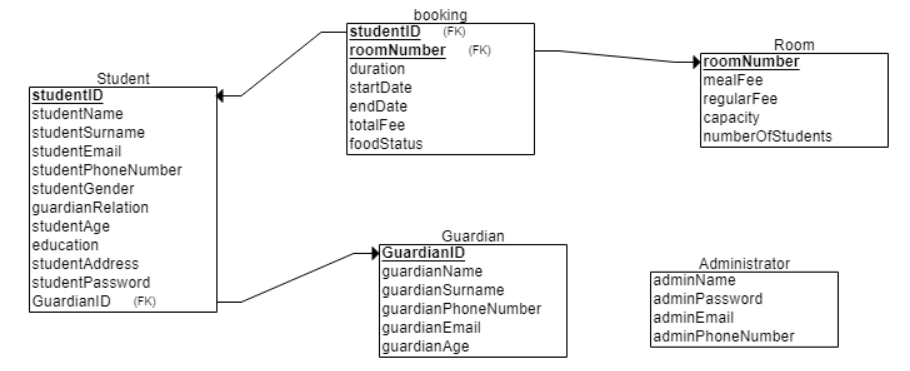 booking
studentID (FK)
roomNumber (FK)
duration
startDate
endDate
totalFee
foodStatus
Room
roomNumber
mealFee
regularFee
capacity
numberOfStudents
Student
studentID
studentName
studentSurname
studentEmail
studentPhoneNumber
studentGender
guardianRelation
studentAge
education
studentAddress
studentPassword
GuardianID (FK)
Guardian
GuardianID
guardianName
guardianSurname
guardianPhoneNumber
guardianEmail
guardianAge
Administrator
adminName
adminPassword
adminEmail
adminPhoneNumber